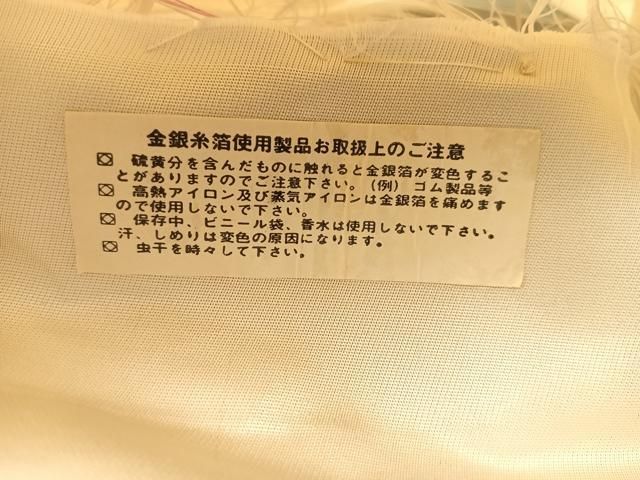 金銀糸箔使用製品お取扱上のご注意
硫黄分を含んだものに触れると金銀箔が変色するこ
とがありますのでご注意下さい。(例) ゴム製品等
高熱アイロン及び蒸気アイロンは金銀箔を痛めます
ので使用しないで下さい。
保存中、ビニール袋、香水は使用しないで下さい。
汗、しめりは変色の原因になります。
虫干を時々して下さい。